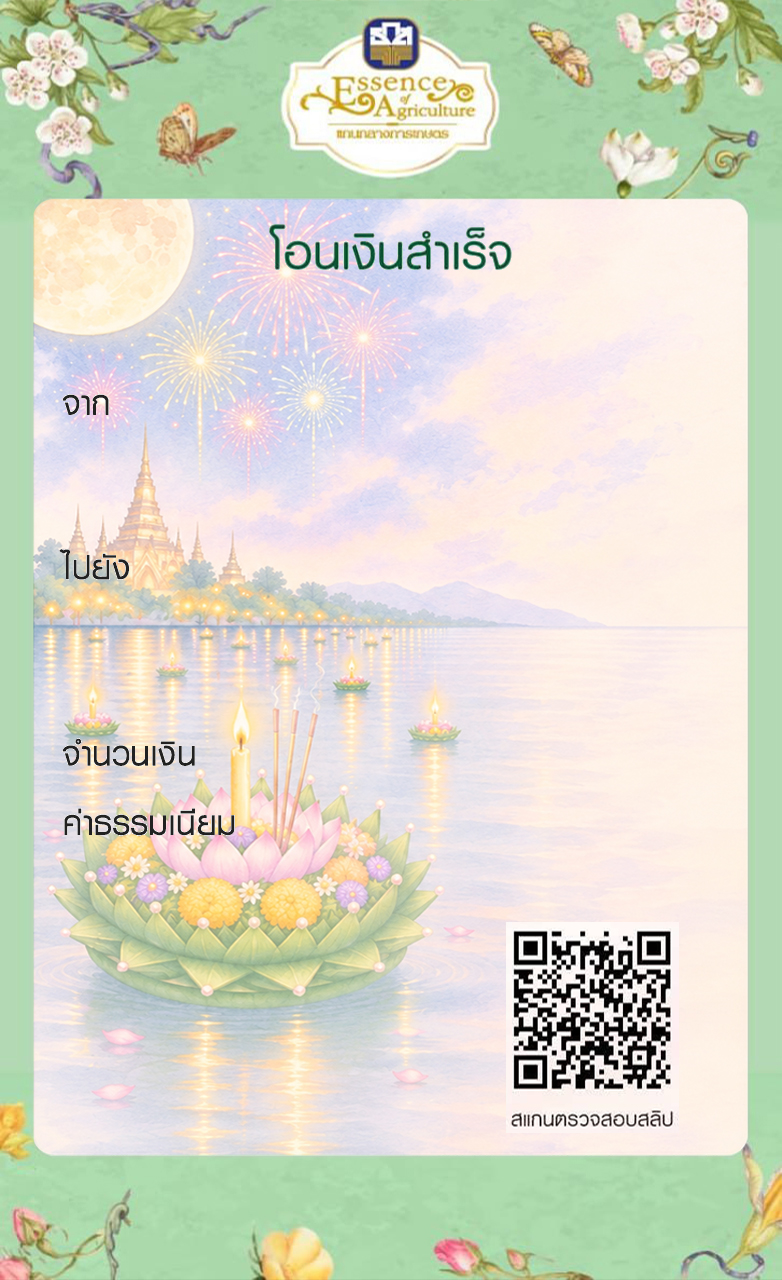 Essence
of
Agriculture
แก่นกลางการเกษตร
โอนเงินสำเร็จ
จาก
ไปยัง
จำนวนเงิน
ค่าธรรมเนียม
สแกนตรวจสอบสลิป